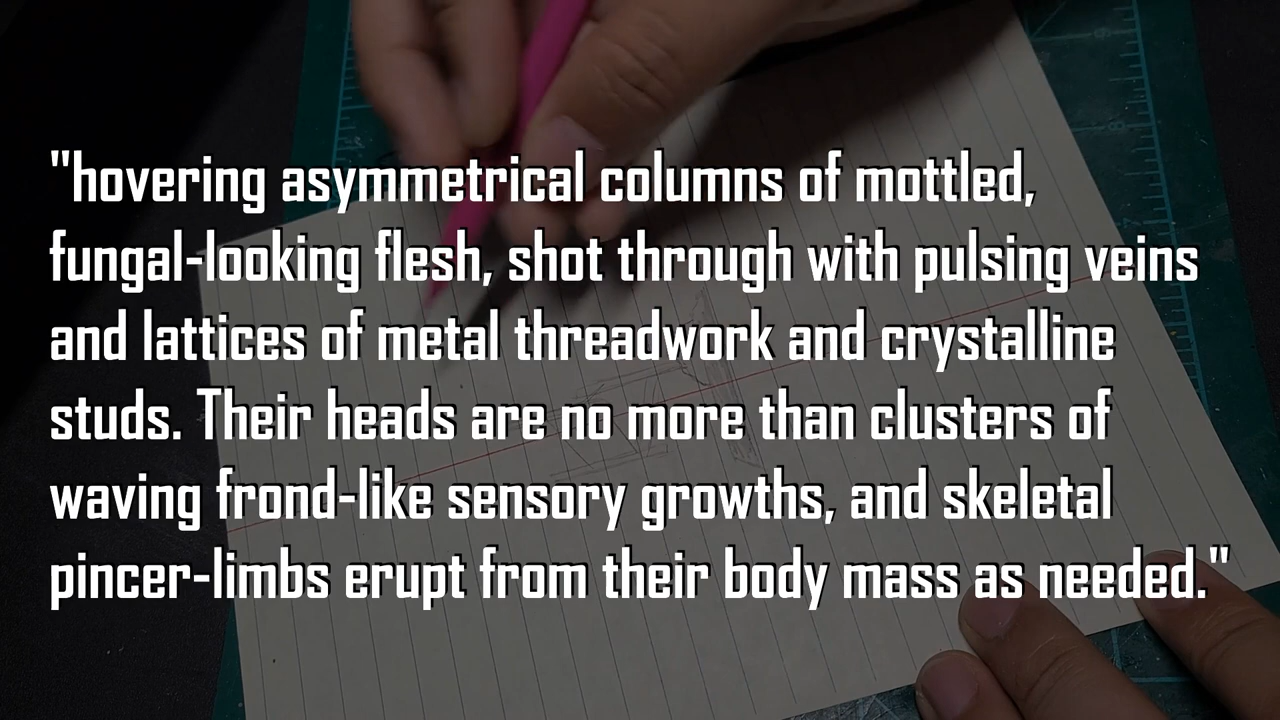 "hovering asymmetrical columns of mottled,
fungal-looking flesh, shot through with pulsing veins
and lattices of metal threadwork and crystalline
studs. Their heads are no more than clusters of
waving frond-like sensory growths, and skeletal
pincer-limbs erupt from their body mass as needed."